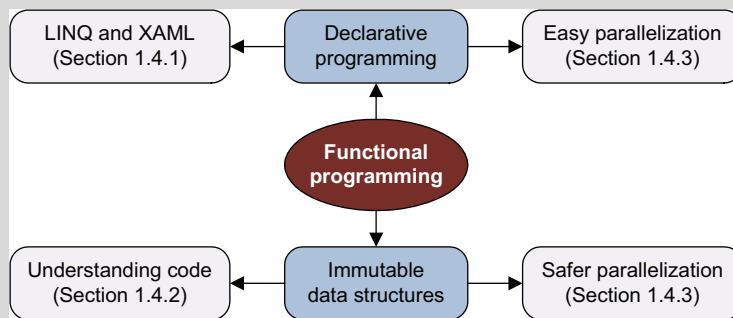 LINQ and XAML
(Section 1.4.1)
Declarative
programming
Easy parallelization
(Section 1.4.3)
Functional
programming
Understanding code
(Section 1.4.2)
Immutable
data structures
Safer parallelization
(Section 1.4.3)